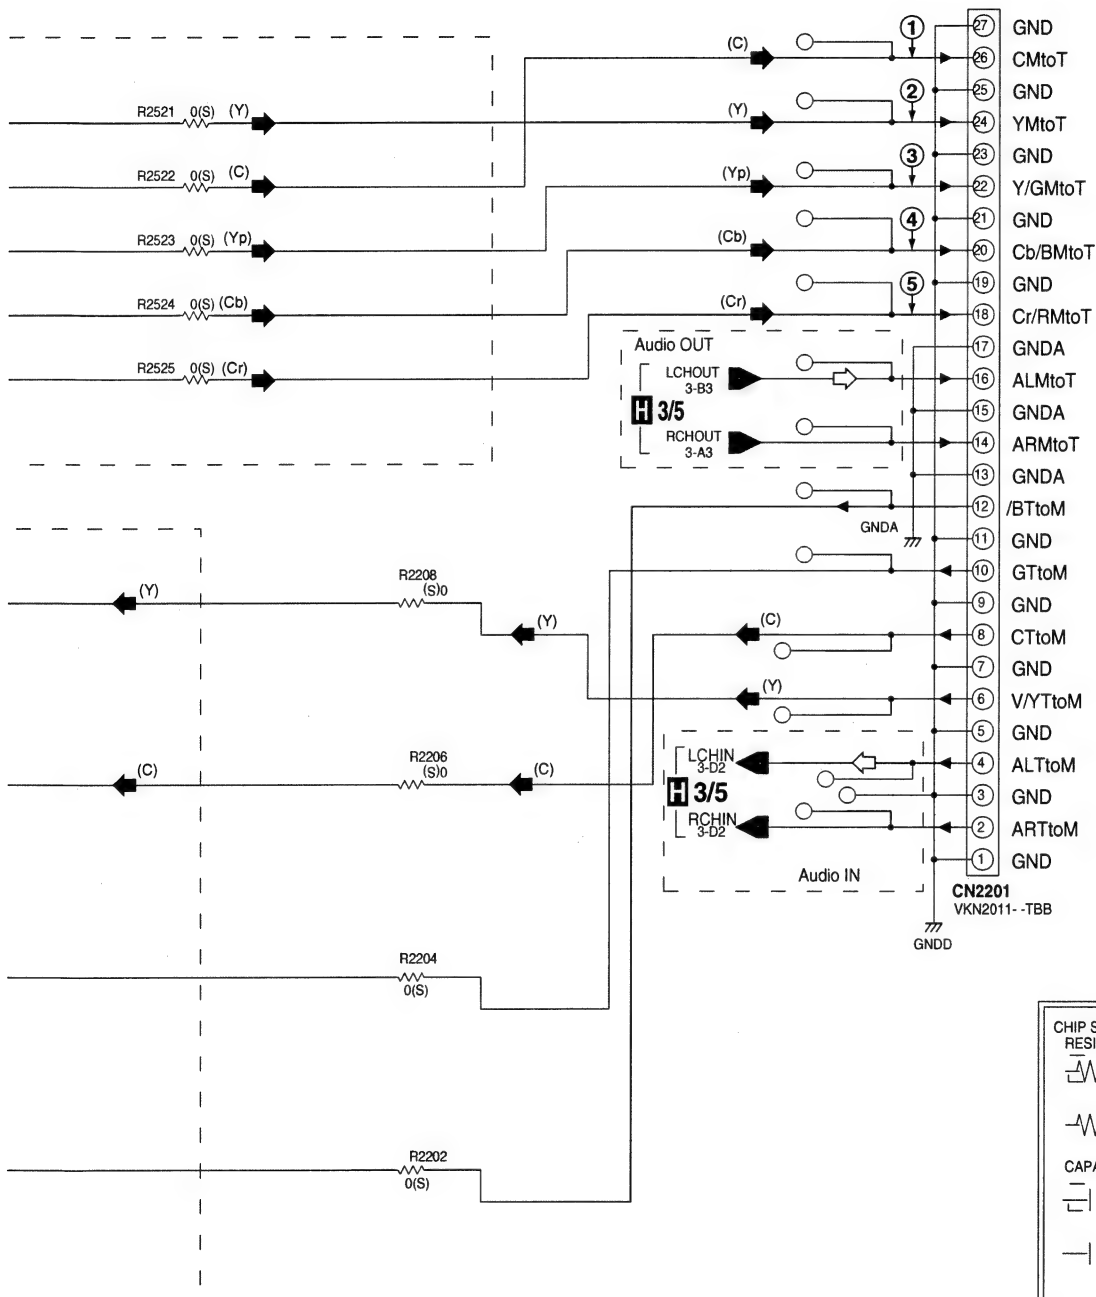 1
(C)
27 GND
26 CMtoT
25 GND
R2521 0(S) (Y)
(Y)
2
24 YMtoT
23 GND
R2522 0(S) (C)
(Yp)
3
22 Y/GMtoT
21 GND
R2523 0(S) (Yp)
(Cb)
4
20 Cb/BMtoT
19 GND
R2524 0(S) (Cb)
(Cr)
5
18 Cr/RMtoT
17 GNDA
R2525 0(S) (Cr)
Audio OUT
LCHOUT
3-B3
H 3/5
RCHOUT
3-A3
16 ALMtoT
15 GNDA
14 ARMtoT
13 GNDA
12 /BTtoM
GNDA
11 GND
10 GTtoM
9 GND
(Y)
R2208
(S)0
(Y)
(C)
8 CTtoM
7 GND
(Y)
6 V/YTtoM
5 GND
(C)
R2206
(S)0
(C)
LCHIN
3-D2
H 3/5
RCHIN
3-D2
Audio IN
4 ALTtoM
3 GND
2 ARTtoM
1 GND
CN2201
VKN2011- -TBB
GNDD
R2204
0(S)
R2202
0(S)
CHIP S
RESI
CAPA